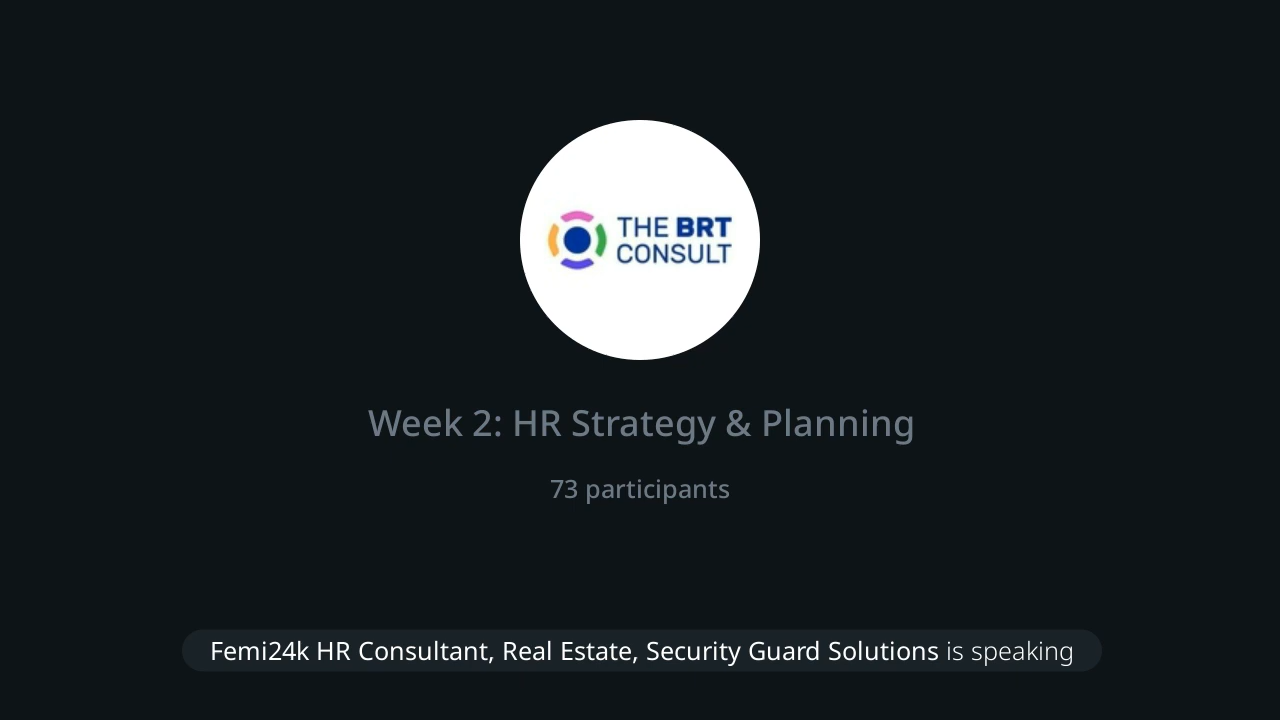 THE BRT
CONSULT
Week 2: HR Strategy & Planning
73 participants
Femi24k HR Consultant, Real Estate, Security Guard Solutions is speaking